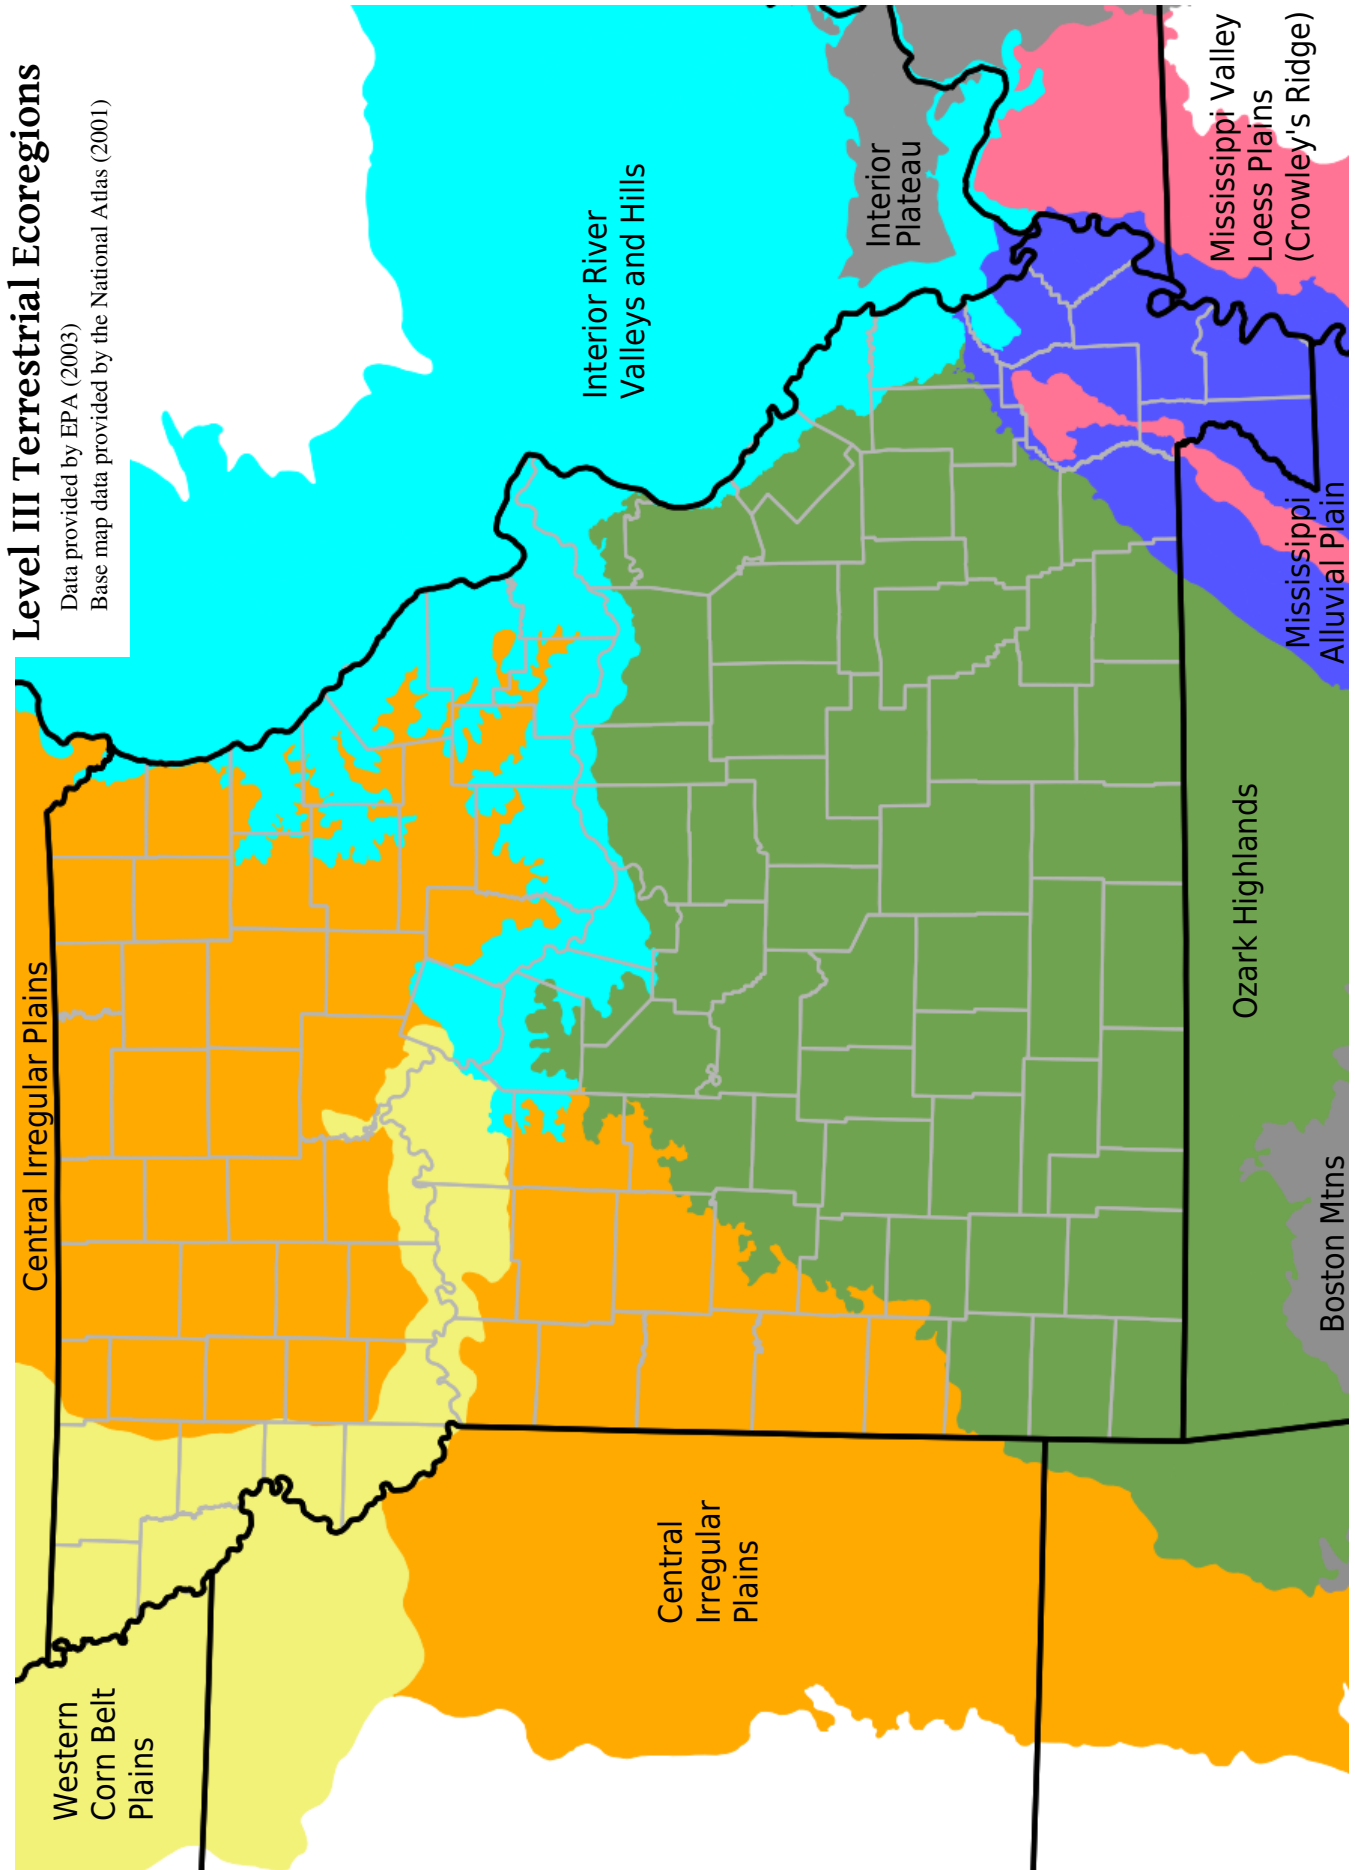 Level III Terrestrial Ecoregions
Data provided by EPA (2003)
Base map data provided by the National Atlas (2001)
Western
Corn Belt
Plains
Central Irregular Plains
Interior River
Valleys and Hills
Central
Irregular
Plains
Interior
Plateau
Ozark Highlands
Boston Mtns
Mississippi
Alluvial Plain
Mississippi Valley
Loess Plains
(Crowley's Ridge)